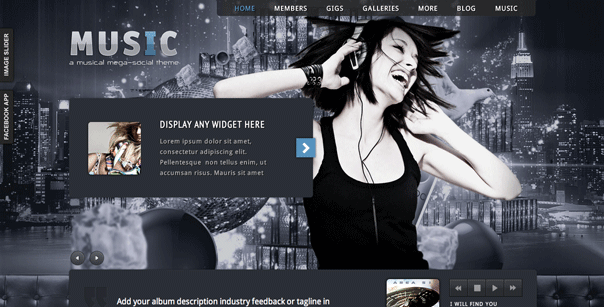 HOME MEMBERS GIGS GALLERIES MORE BLOG MUSIC
IMAGE SLIDER
MUSIC
a musical mega-social theme
FACEBOOK APP
DISPLAY ANY WIDGET HERE
Lorem ipsum dolor sit amet,
consectetur adipiscing elit.
Pellentesque non tellus enim, ut
accumsan risus. Mauris sit amet
Add your album description industry feedback or tagline in
I WILL FIND YOU